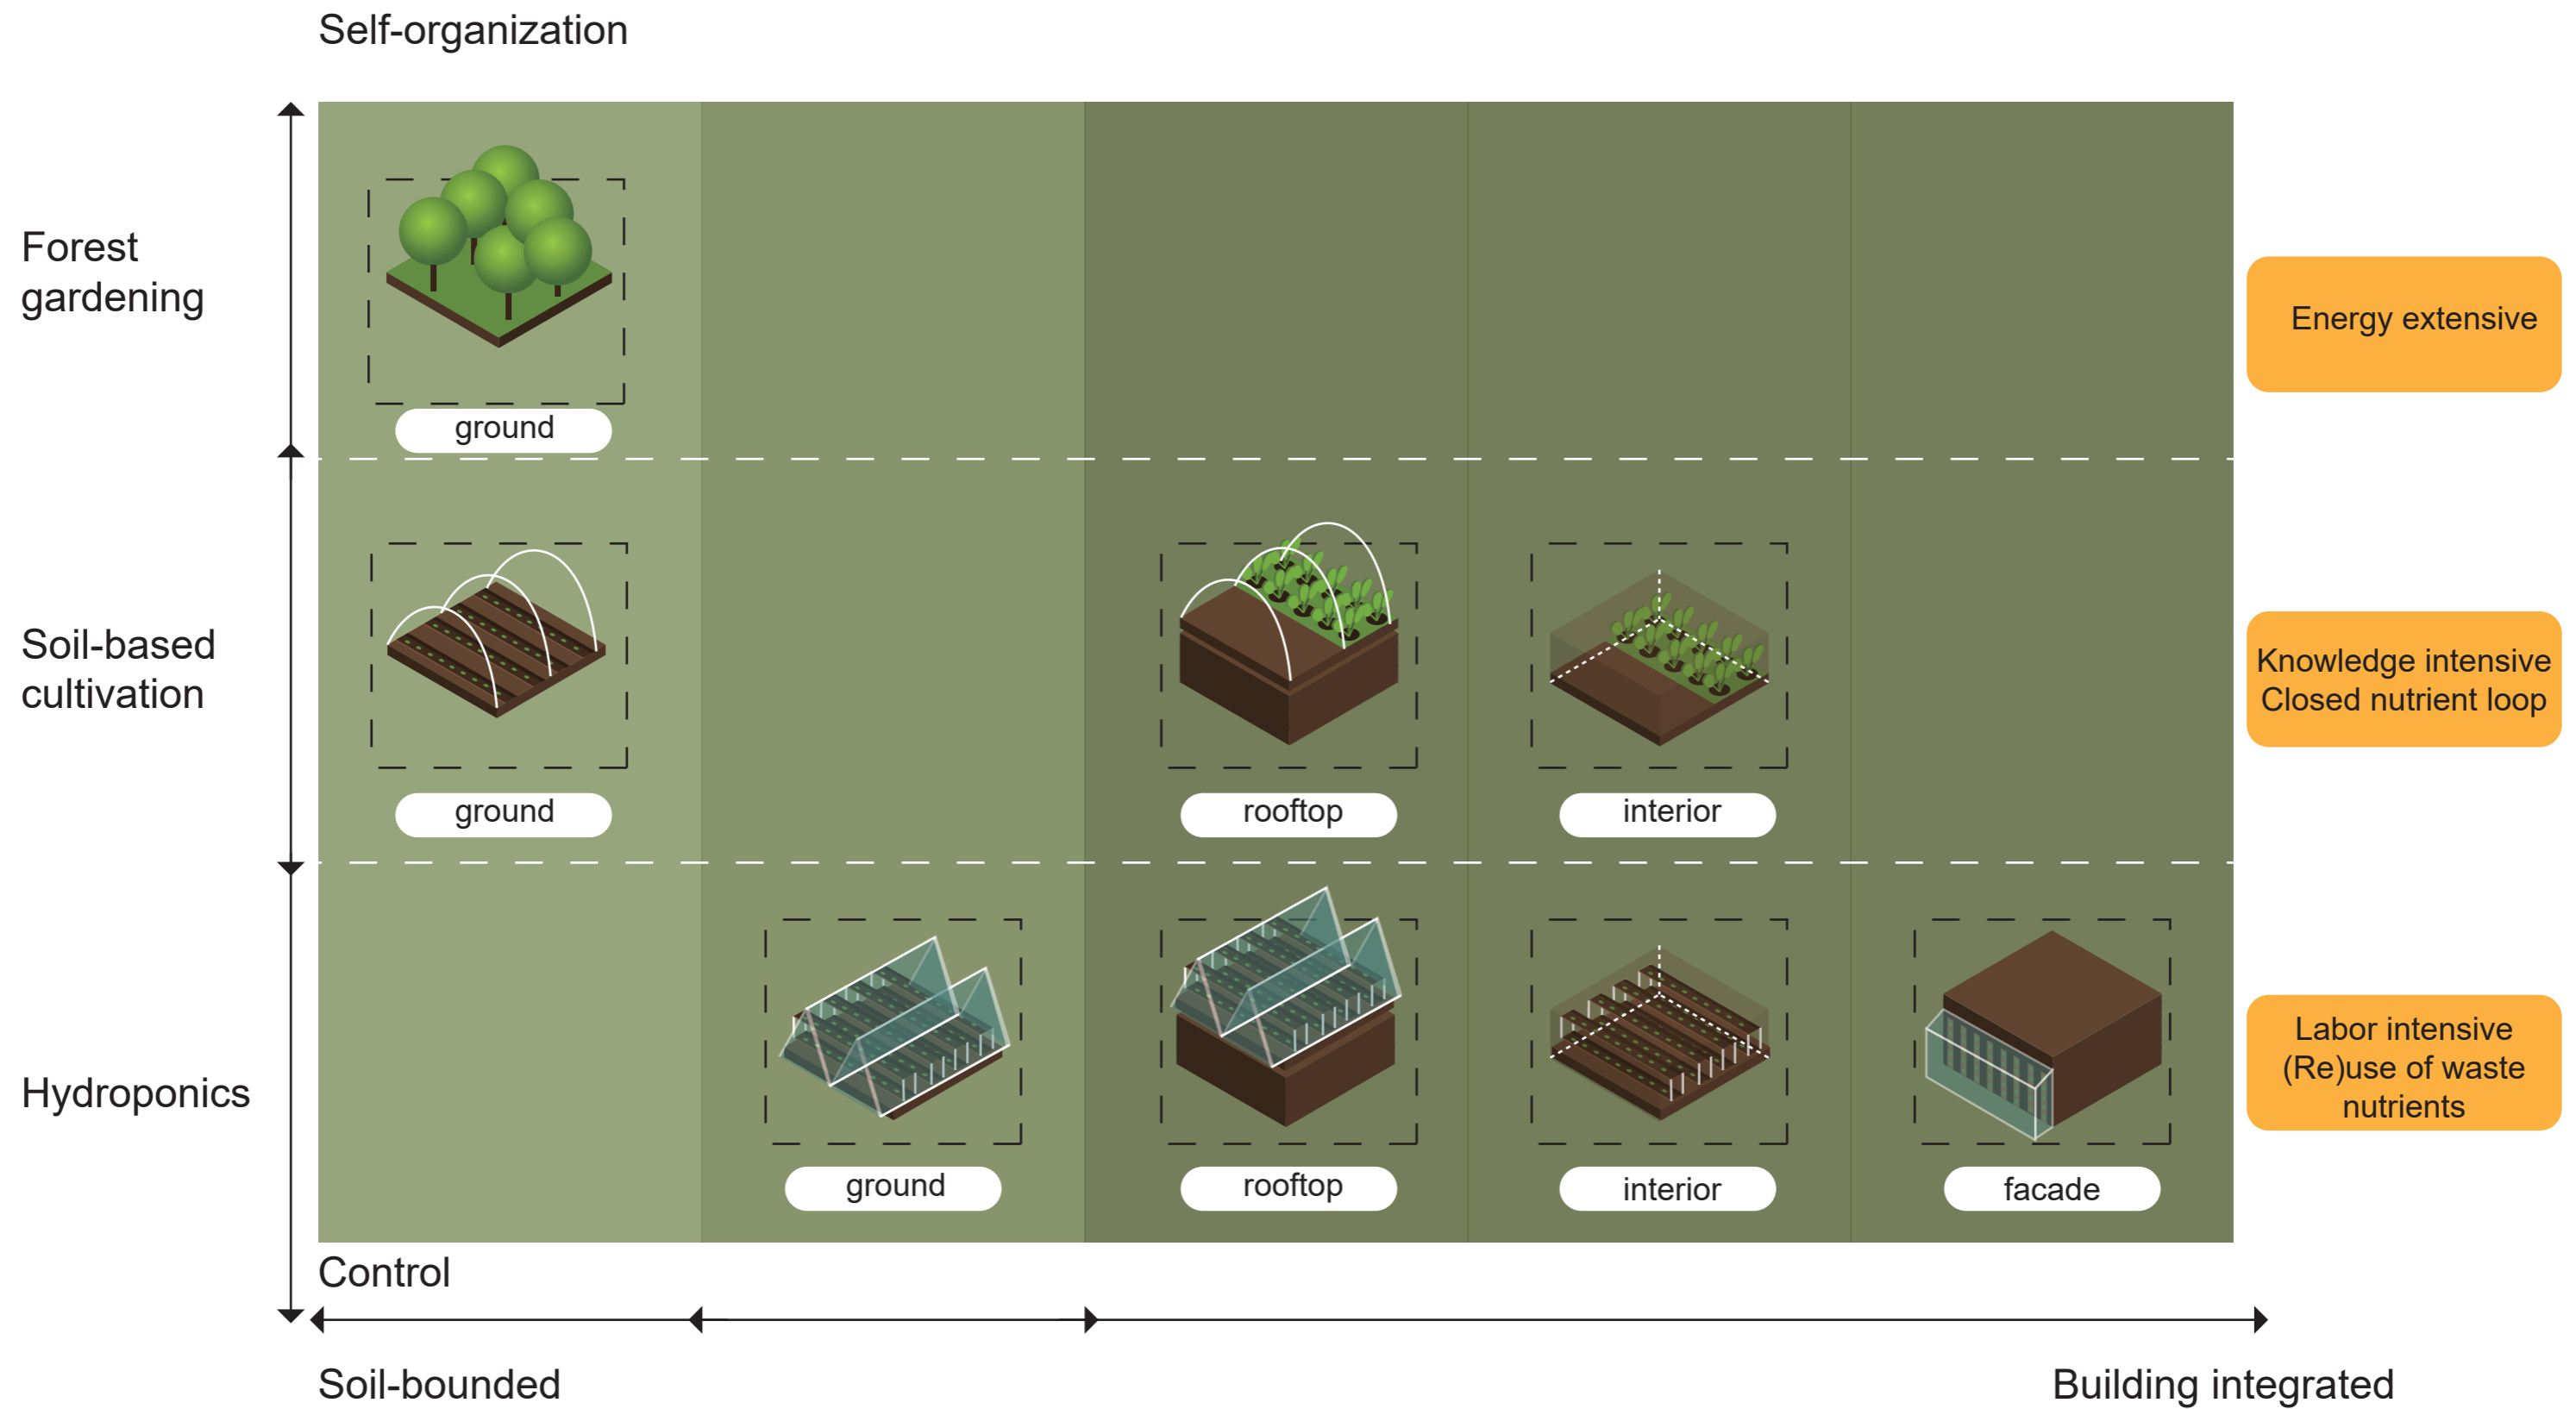 Self-organization
Forest
gardening
ground
Energy extensive
Soil-based
cultivation
ground
rooftop
interior
Knowledge intensive
Closed nutrient loop
Hydroponics
ground
rooftop
interior
facade
Labor intensive
(Re)use of waste
nutrients
Control
Soil-bounded
Building integrated